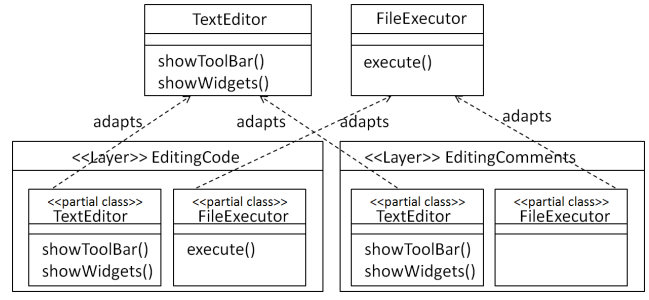 TextEditor
showToolBar()
showWidgets()
FileExecutor
execute()
adapts
adapts
adapts
adapts
<<Layer>> EditingCode
<<partial class>>
TextEditor
showToolBar()
showWidgets()
<<partial class>>
FileExecutor
execute()
<<Layer>> EditingComments
<<partial class>>
TextEditor
showToolBar()
showWidgets()
<<partial class>>
FileExecutor